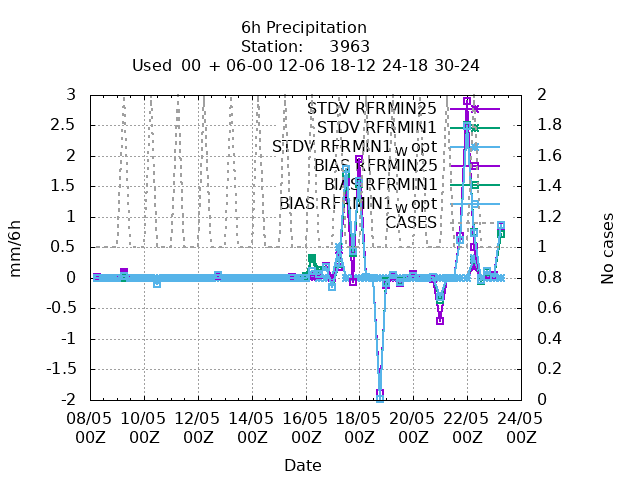 6h Precipitation
Station: 3963
Used 00 + 06-00 12-06 18-12 24-18 30-24
3
2.5
2
1.5
1
0.5
0
-0.5
-1
-1.5
-2
mm/6h
STDV RFRMIN25
STDV RFRMIN1
STDV RFRMIN1_w opt
BIAS RFRMIN25
BIAS RFRMIN1
BIAS RFRMIN1_w opt
CASES
2
1.8
1.6
1.4
1.2
1
0.8
0.6
0.4
0.2
0
No cases
08/05 10/05 12/05 14/05 16/05 18/05 20/05 22/05 24/05
00Z 00Z 00Z 00Z 00Z 00Z 00Z 00Z 00Z
Date